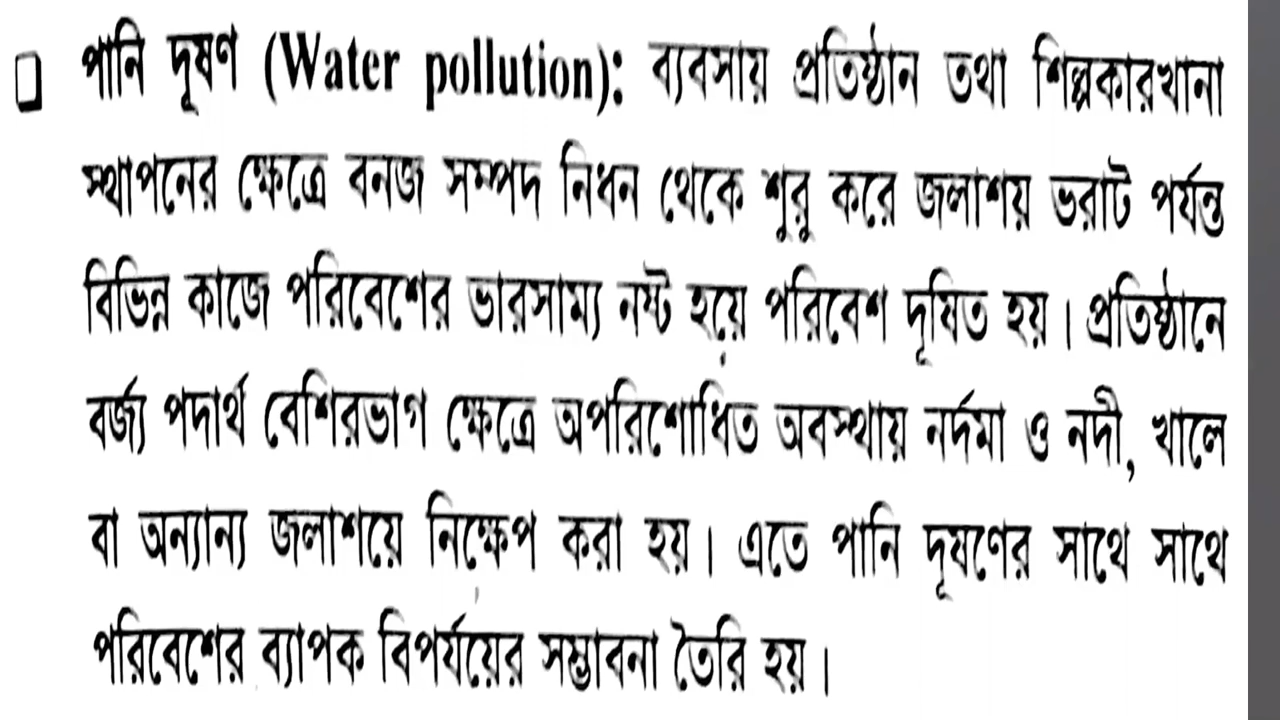 □ পানি দূষণ (Water pollution): ব্যবসায় প্রতিষ্ঠান তথা শিল্পকারখানা
স্থাপনের ক্ষেত্রে বনজ সম্পদ নিধন থেকে শুরু করে জলাশয় ভরাট পর্যন্ত
বিভিন্ন কাজে পরিবেশের ভারসাম্য নষ্ট হয়ে পরিবেশ দূষিত হয়। প্রতিষ্ঠানে
বর্জ্য পদার্থ বেশিরভাগ ক্ষেত্রে অপরিশোধিত অবস্থায় নর্দমা ও নদী, খালে
বা অন্যান্য জলাশয়ে নিক্ষেপ করা হয়। এতে পানি দূষণের সাথে সাথে
পরিবেশের ব্যাপক বিপর্যয়ের সম্ভাবনা তৈরি হয়।